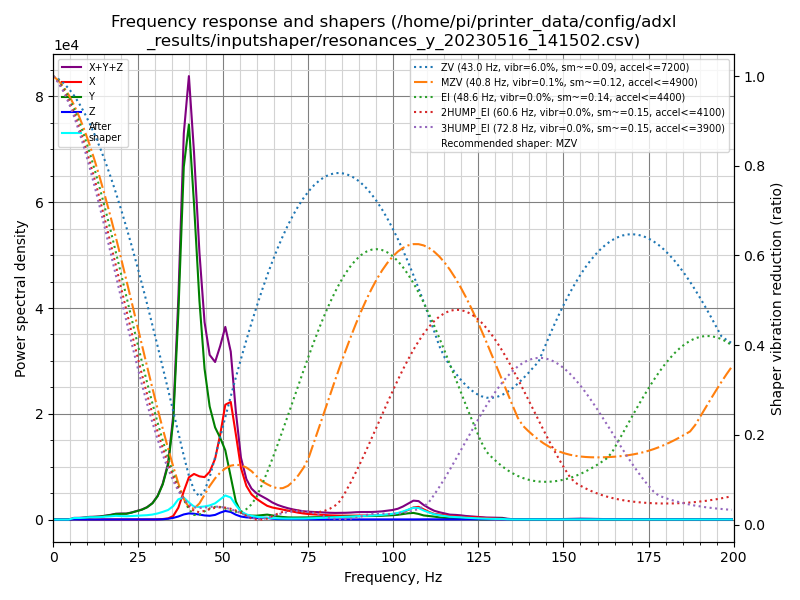 Frequency response and shapers (/home/pi/printer_data/config/adxl
_results/inputshaper/resonances_y_20230516_141502.csv)
1e4
X+Y+Z
X
Y
Z
After
shaper
ZV (43.0 Hz, vibr=6.0%, sm~=0.09, accel<=7200)
MZV (40.8 Hz, vibr=0.1%, sm~=0.12, accel<=4900)
EI (48.6 Hz, vibr=0.0%, sm~=0.14, accel<=4400)
2HUMP_EI (60.6 Hz, vibr=0.0%, sm~=0.15, accel<=4100)
3HUMP_EI (72.8 Hz, vibr=0.0%, sm~=0.15, accel<=3900)
Recommended shaper: MZV
Power spectral density
8
6
4
2
0
1.0
0.8
0.6
0.4
0.2
0.0
Shaper vibration reduction (ratio)
0 25 50 75 100 125 150 175 200
Frequency, Hz